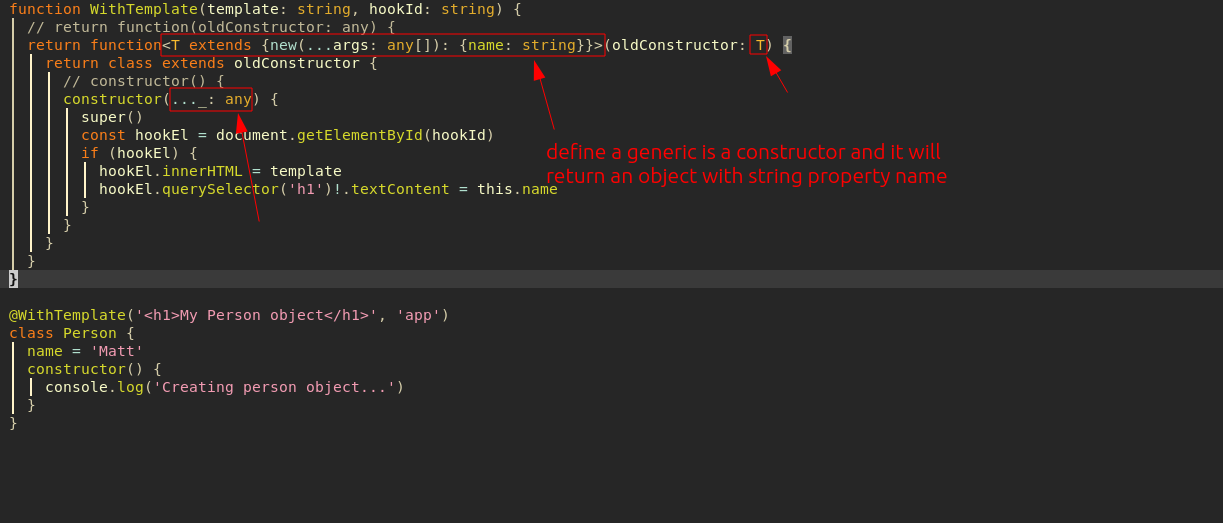 function WithTemplate(template: string, hookId: string) {
// return function(oldConstructor: any) {
return function<T extends {new(...args: any[]): {name: string}}>(oldConstructor: T) {
return class extends oldConstructor {
// constructor() {
constructor(..._: any) {
super()
const hookEl = document.getElementById(hookId)
if (hookEl) {
hookEl.innerHTML = template
hookEl.querySelector('h1')!.textContent = this.name
}
}
}
}
}
define a generic is a constructor and it will
return an object with string property name
@WithTemplate('<h1>My Person object</h1>', 'app')
class Person {
name = 'Matt'
constructor() {
console.log('Creating person object...')
}
}